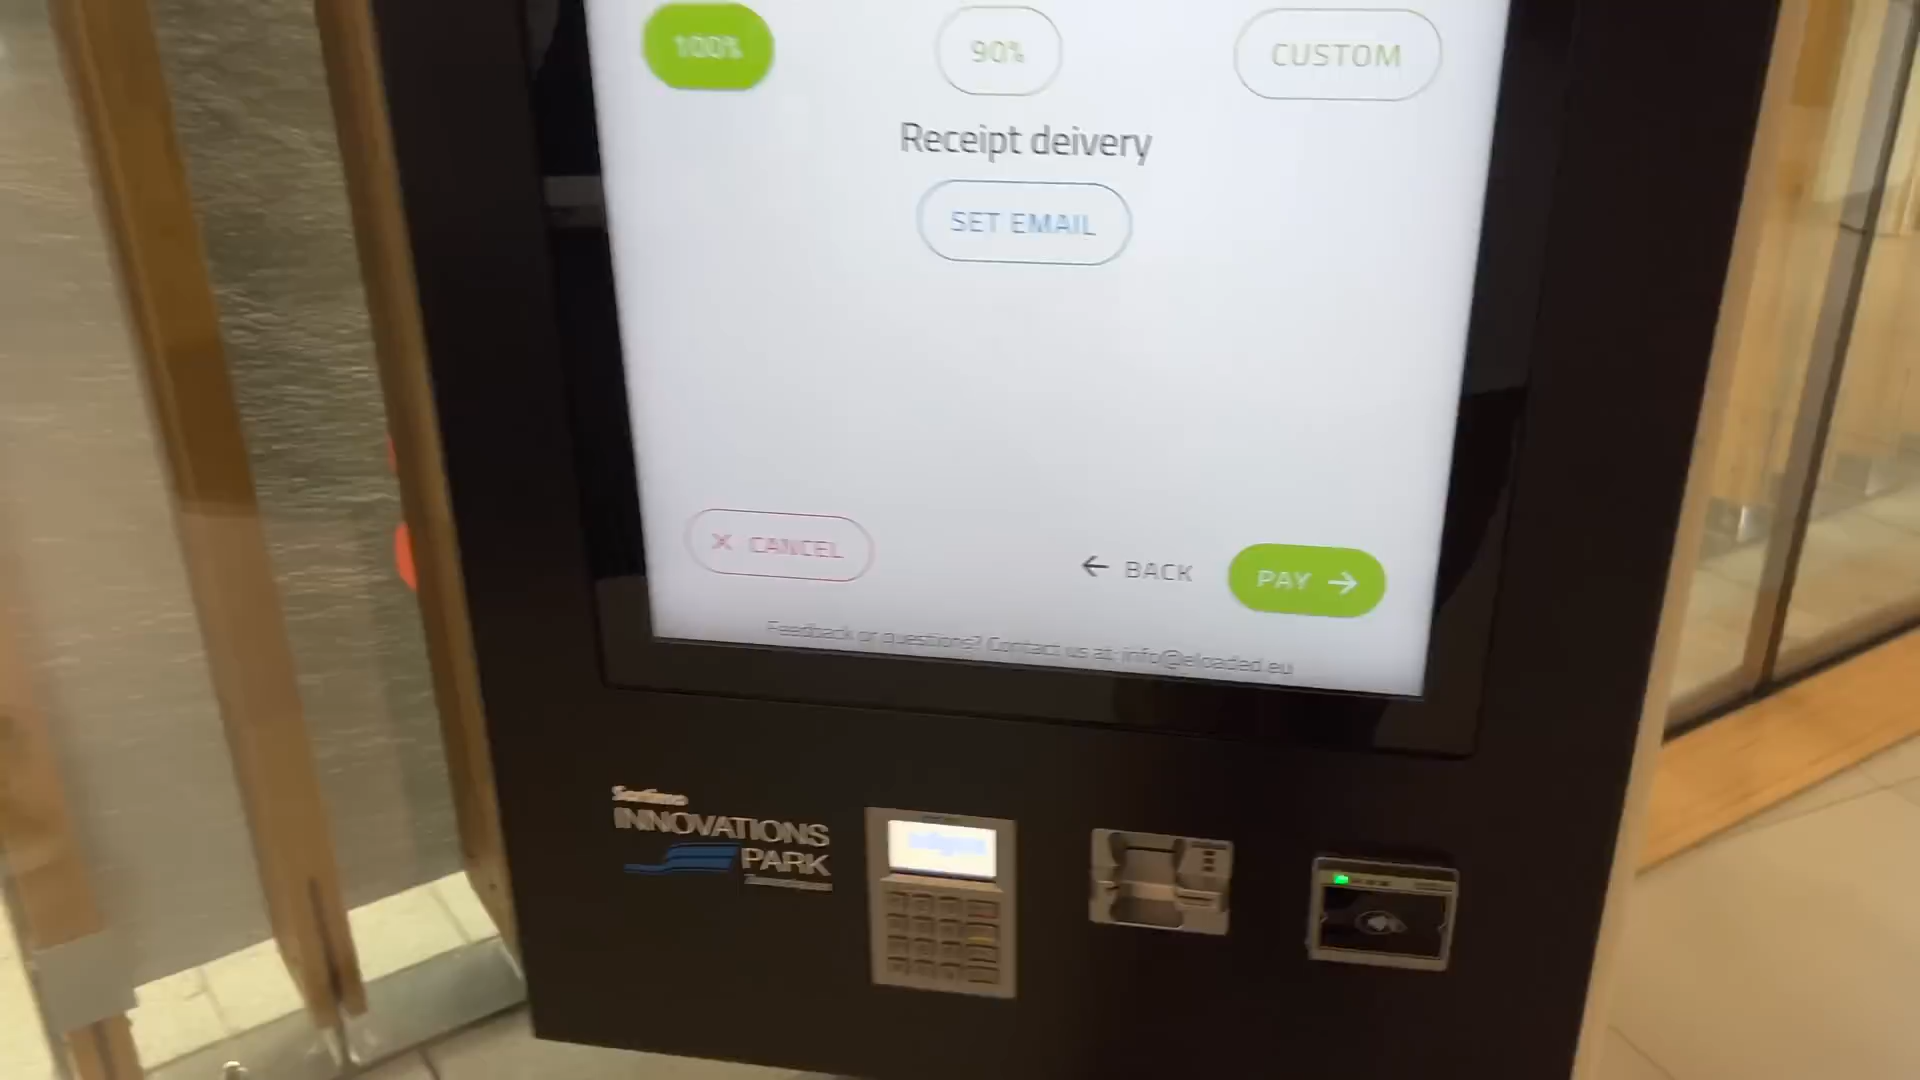 100%
90%
CUSTOM
Receipt deivery
SET EMAIL
× CANCEL
← BACK
PAY →
Feedback or questions? Contact us at: info@eloaded.eu
Sortimo
INNOVATIONS
PARK